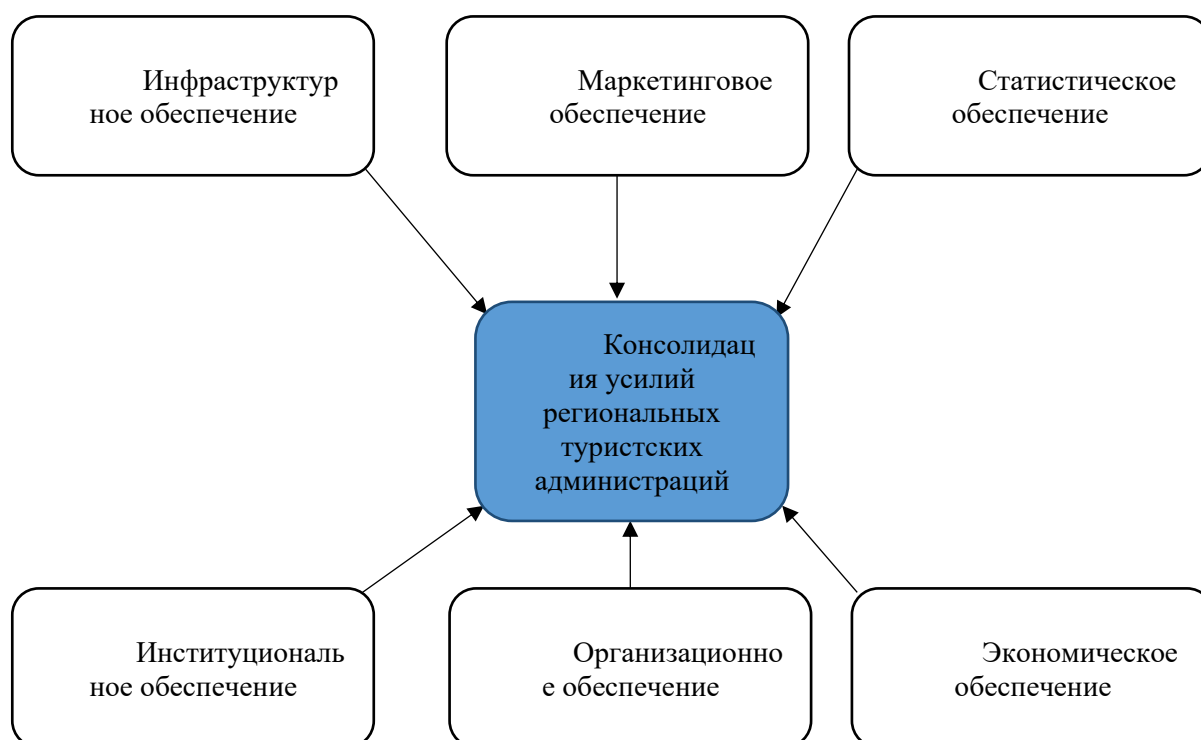 Инфраструктур
ное обеспечение
Маркетинговое
обеспечение
Статистическое
обеспечение
Консолидац
ия усилий
региональных
туристских
администраций
Институциональ
ное обеспечение
Организационно
е обеспечение
Экономическое
обеспечение